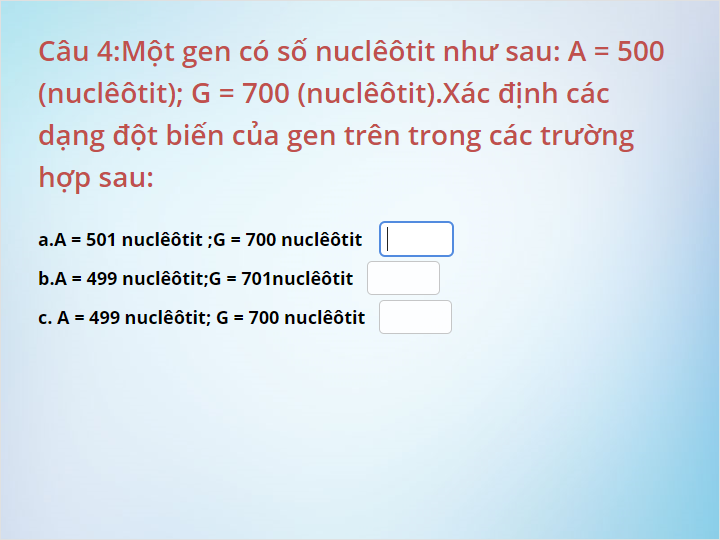 Câu 4:Một gen có số nuclêôtit như sau: A = 500
(nuclêôtit); G = 700 (nuclêôtit).Xác định các
dạng đột biến của gen trên trong các trường
hợp sau:
a.A = 501 nuclêôtit ;G = 700 nuclêôtit
b.A = 499 nuclêôtit;G = 701nuclêôtit
c. A = 499 nuclêôtit; G = 700 nuclêôtit